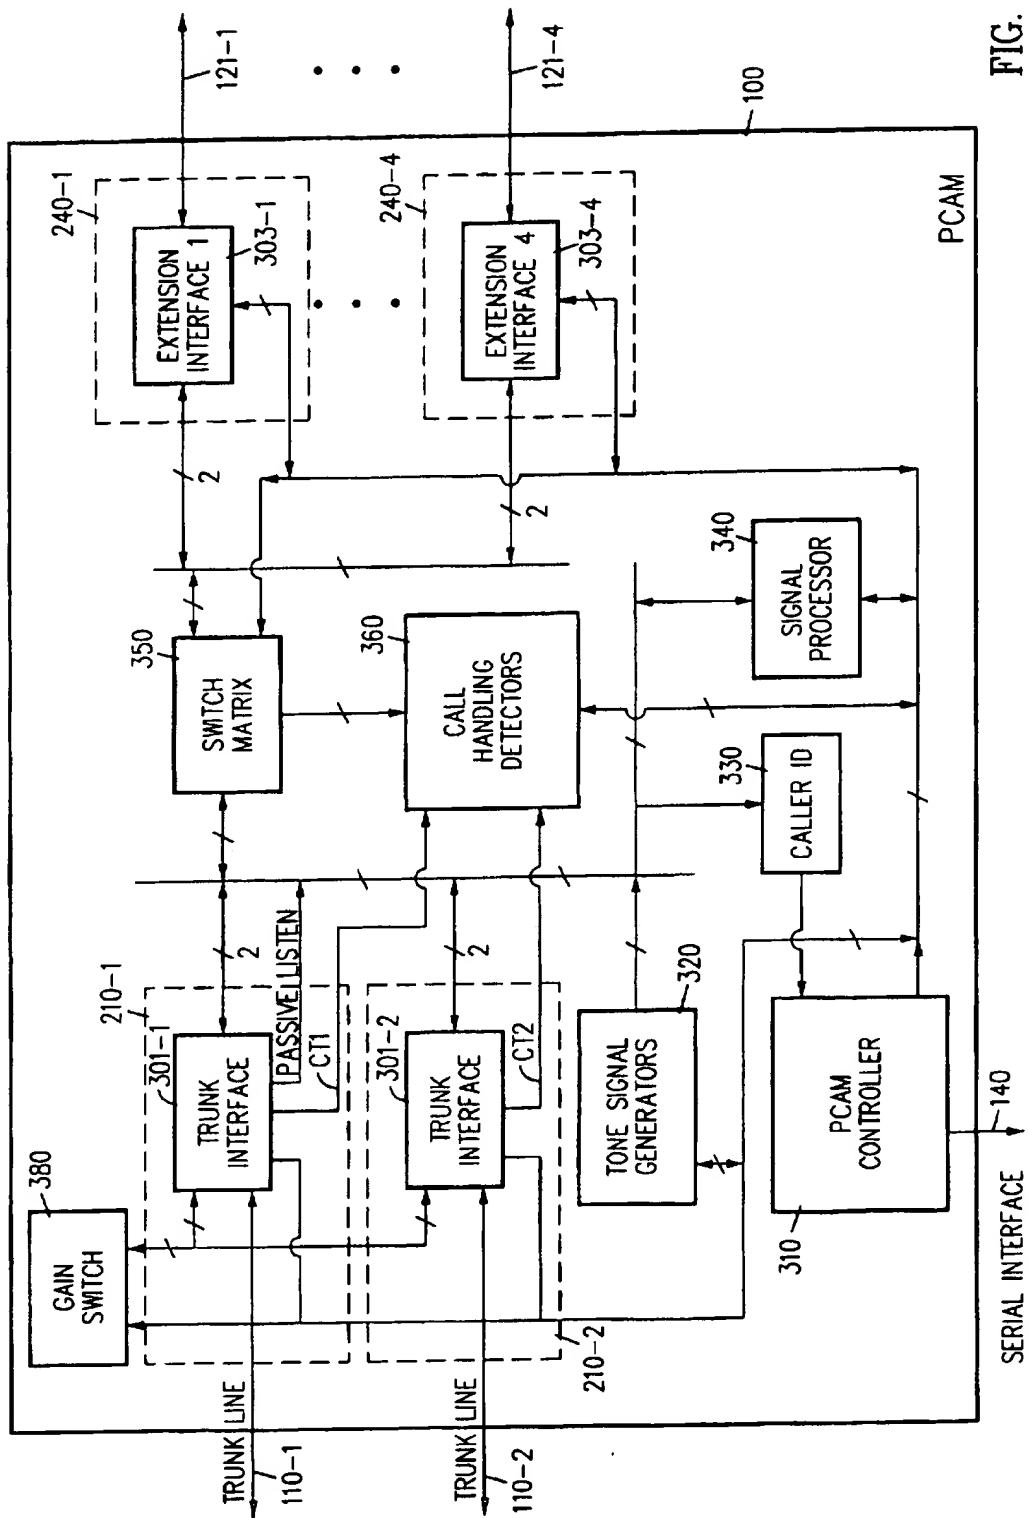 121-1
121-4
FIG.
100
PCAM
240-1
EXTENSION
INTERFACE 1
303-1
240-4
EXTENSION
INTERFACE 4
303-4
2
2
350
SWITCH
MATRIX
360
CALL
HANDLING
DETECTORS
340
SIGNAL
PROCESSOR
330
CALLER ID
2
2
PASSIVE LISTEN
210-1
301-1
TRUNK
INTERFACE
CT1
301-2
TRUNK
INTERFACE
CT2
210-2
320
TONE SIGNAL
GENERATORS
PCAM
CONTROLLER
310
380
GAIN
SWITCH
TRUNK LINE
110-1
TRUNK LINE
110-2
140
SERIAL INTERFACE